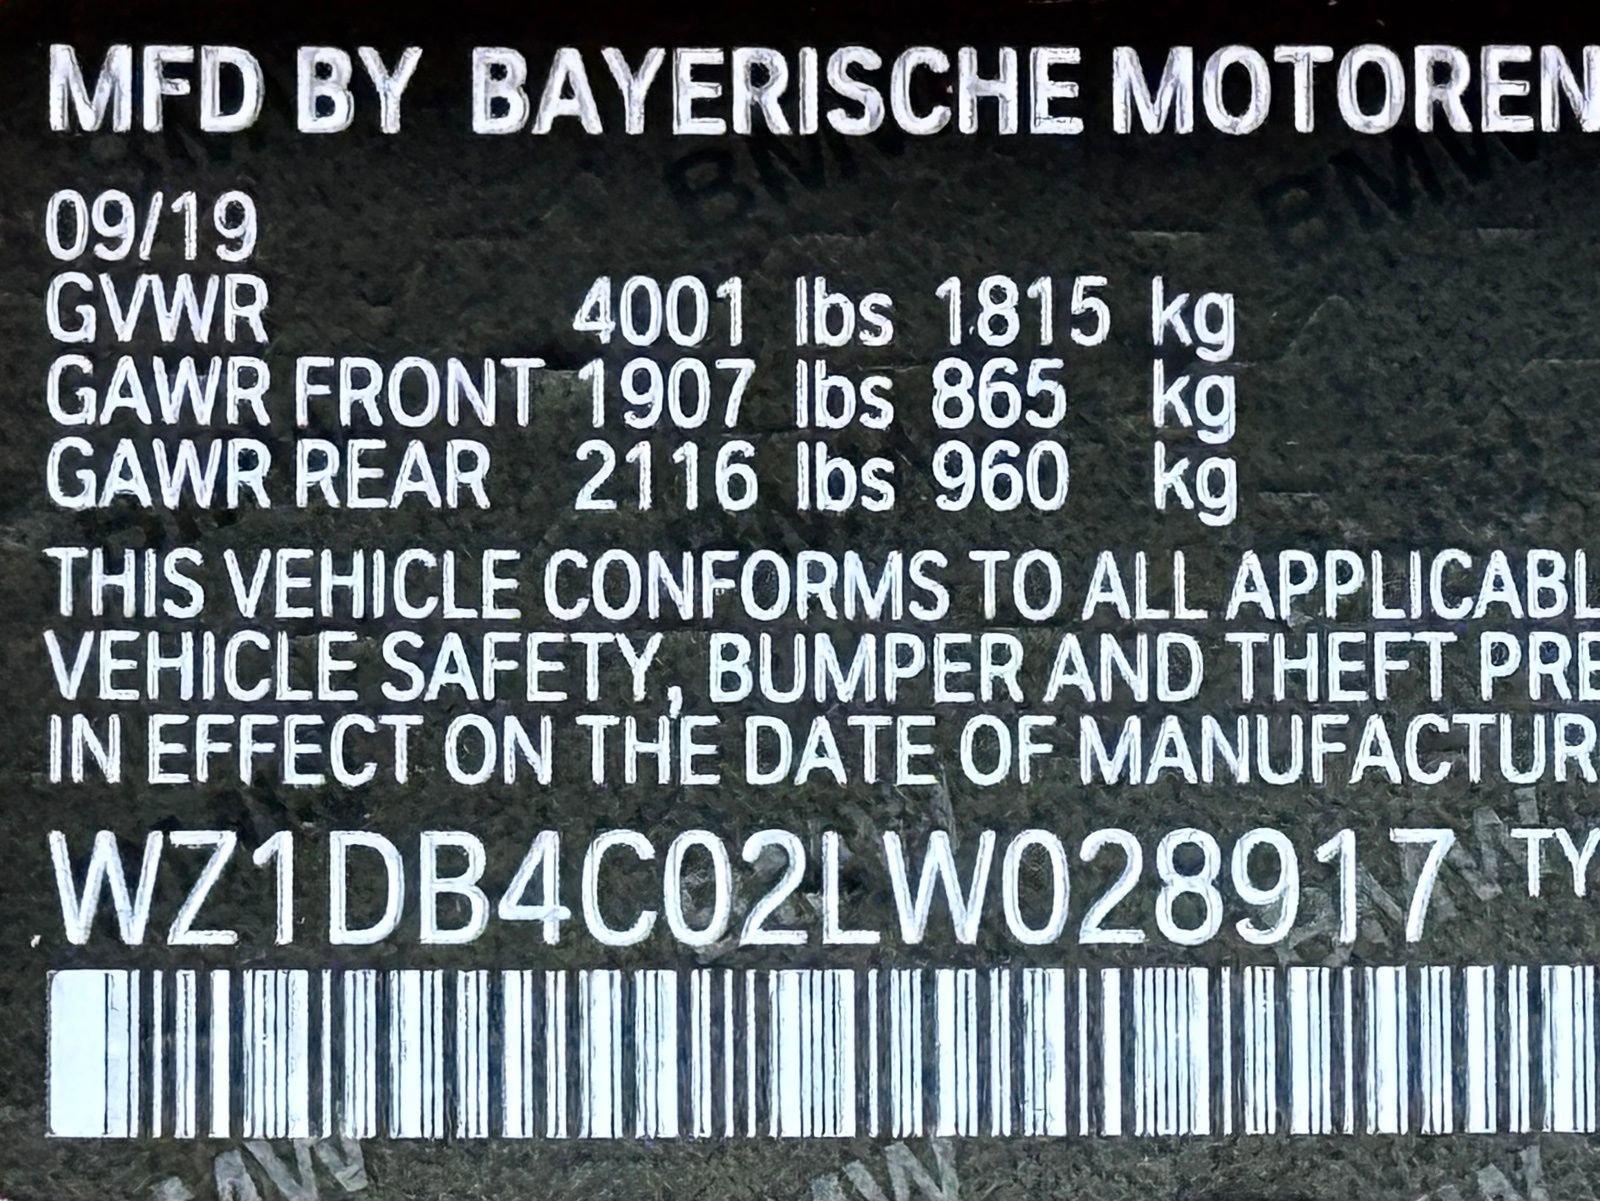 MFD BY BAYERISCHE MOTOREN
09/19
GVWR 4001 lbs 1815 kg
GAWR FRONT 1907 lbs 865 kg
GAWR REAR 2116 lbs 960 kg
THIS VEHICLE CONFORMS TO ALL APPLICABL
VEHICLE SAFETY, BUMPER AND THEFT PRE
IN EFFECT ON THE DATE OF MANUFACTUR
WZ1DB4C02LW028917 TY